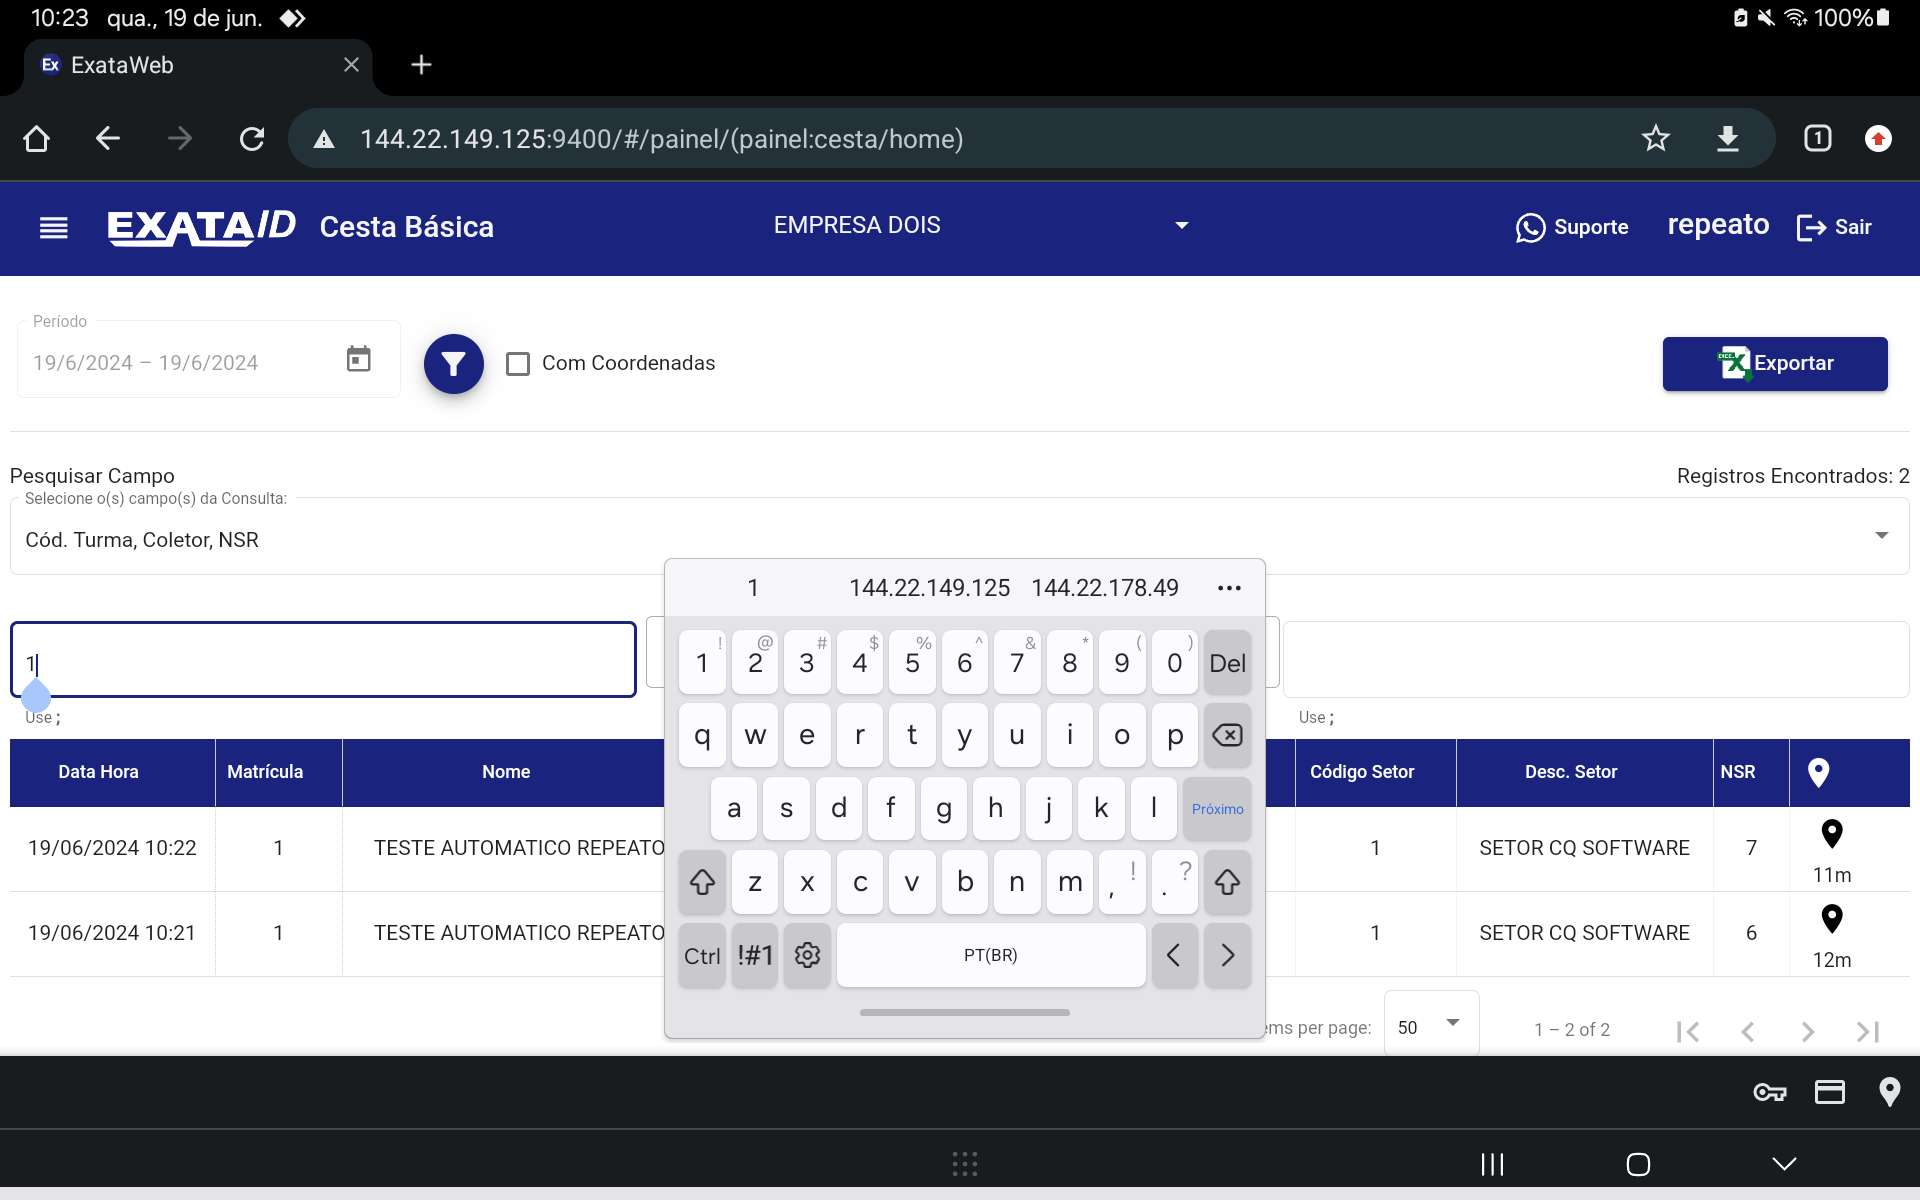 10:23 qua., 19 de jun. 100%
Ex ExataWeb
144.22.149.125:9400/#/painel/(painel:cesta/home) 1
EXATAID Cesta Básica EMPRESA DOIS Suporte repeato Sair
Período
19/6/2024 – 19/6/2024
Com Coordenadas
Exportar
Pesquisar Campo Registros Encontrados: 2
Selecione o(s) campo(s) da Consulta:
Cód. Turma, Coletor, NSR
1
Use ; Use ;
1 144.22.149.125 144.22.178.49 •••
! @ # $ % ^ & * ( )
1 2 3 4 5 6 7 8 9 0 Del
q w e r t y u i o p
a s d f g h j k l Próximo
z x c v b n m , ! . ?
Ctrl !#1 PT(BR) < >
Data Hora Matrícula Nome Código Setor Desc. Setor NSR
19/06/2024 10:22 1 TESTE AUTOMATICO REPEATO 1 SETOR CQ SOFTWARE 7 11m
19/06/2024 10:21 1 TESTE AUTOMATICO REPEATO 1 SETOR CQ SOFTWARE 6 12m
ems per page: 50 1 – 2 of 2